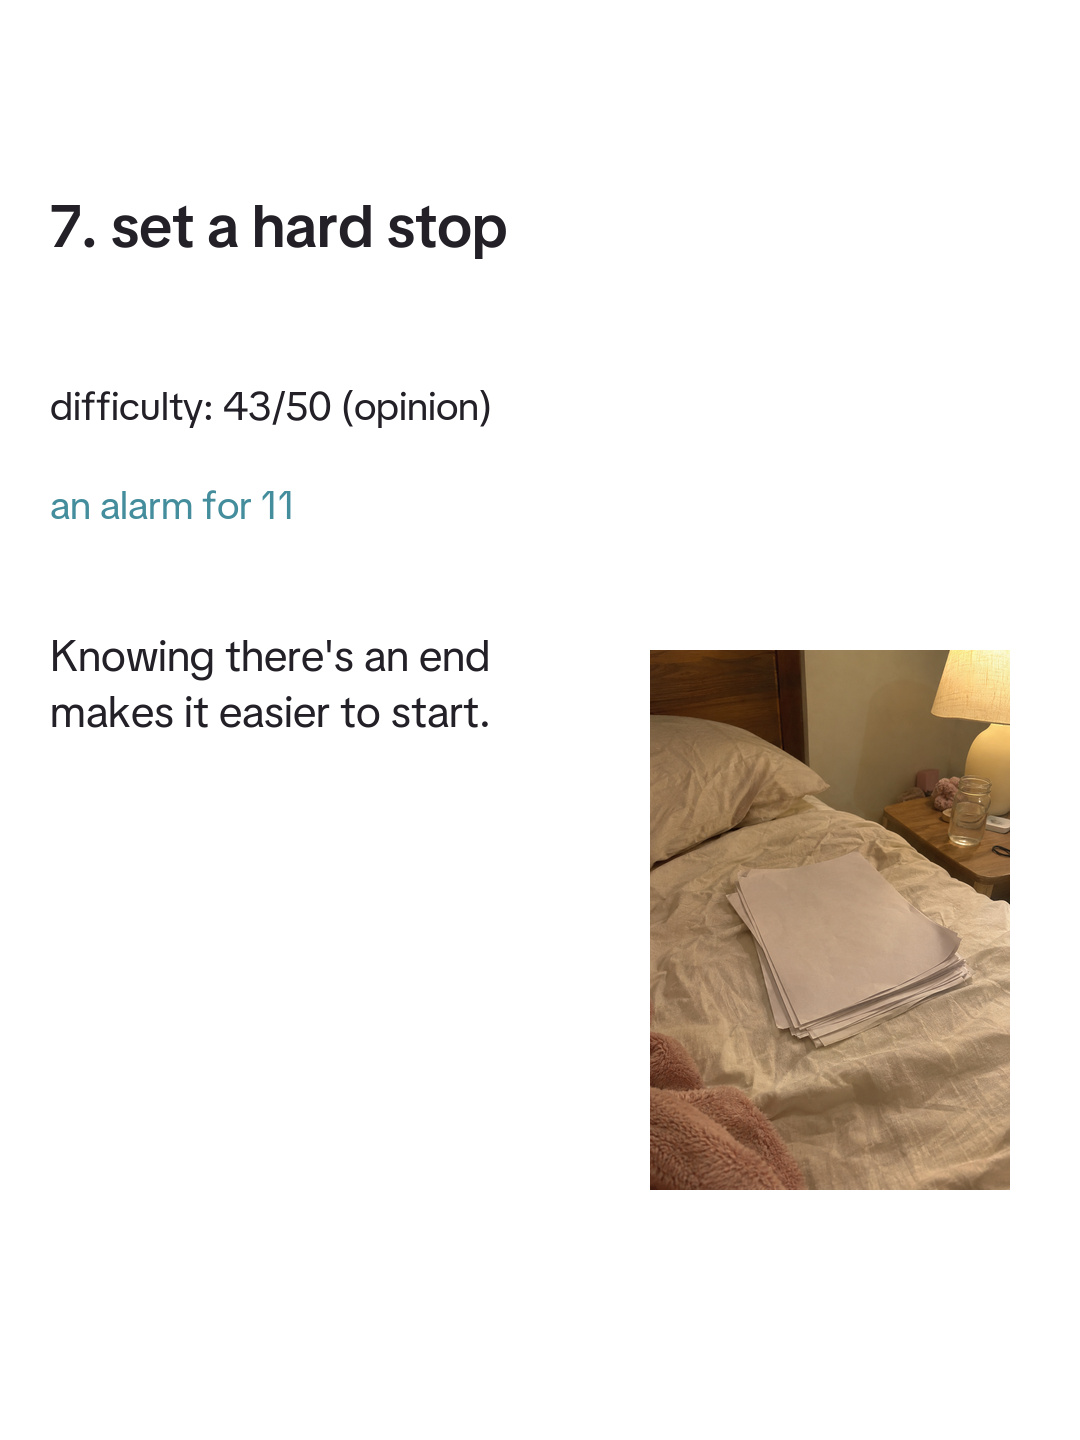 7. set a hard stop
difficulty: 43/50 (opinion)
an alarm for 11
Knowing there's an end
makes it easier to start.